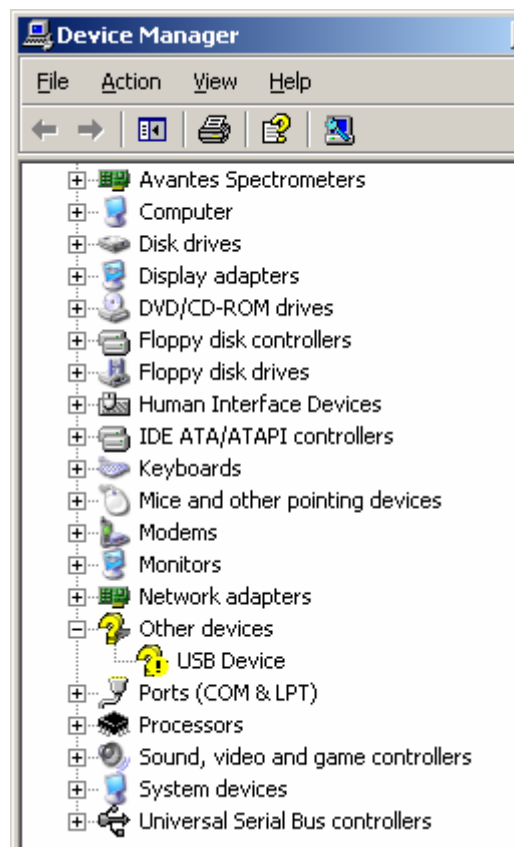 Device Manager
File Action View Help
Avantes Spectrometers
Computer
Disk drives
Display adapters
DVD/CD-ROM drives
Floppy disk controllers
Floppy disk drives
Human Interface Devices
IDE ATA/ATAPI controllers
Keyboards
Mice and other pointing devices
Modems
Monitors
Network adapters
Other devices
USB Device
Ports (COM & LPT)
Processors
Sound, video and game controllers
System devices
Universal Serial Bus controllers